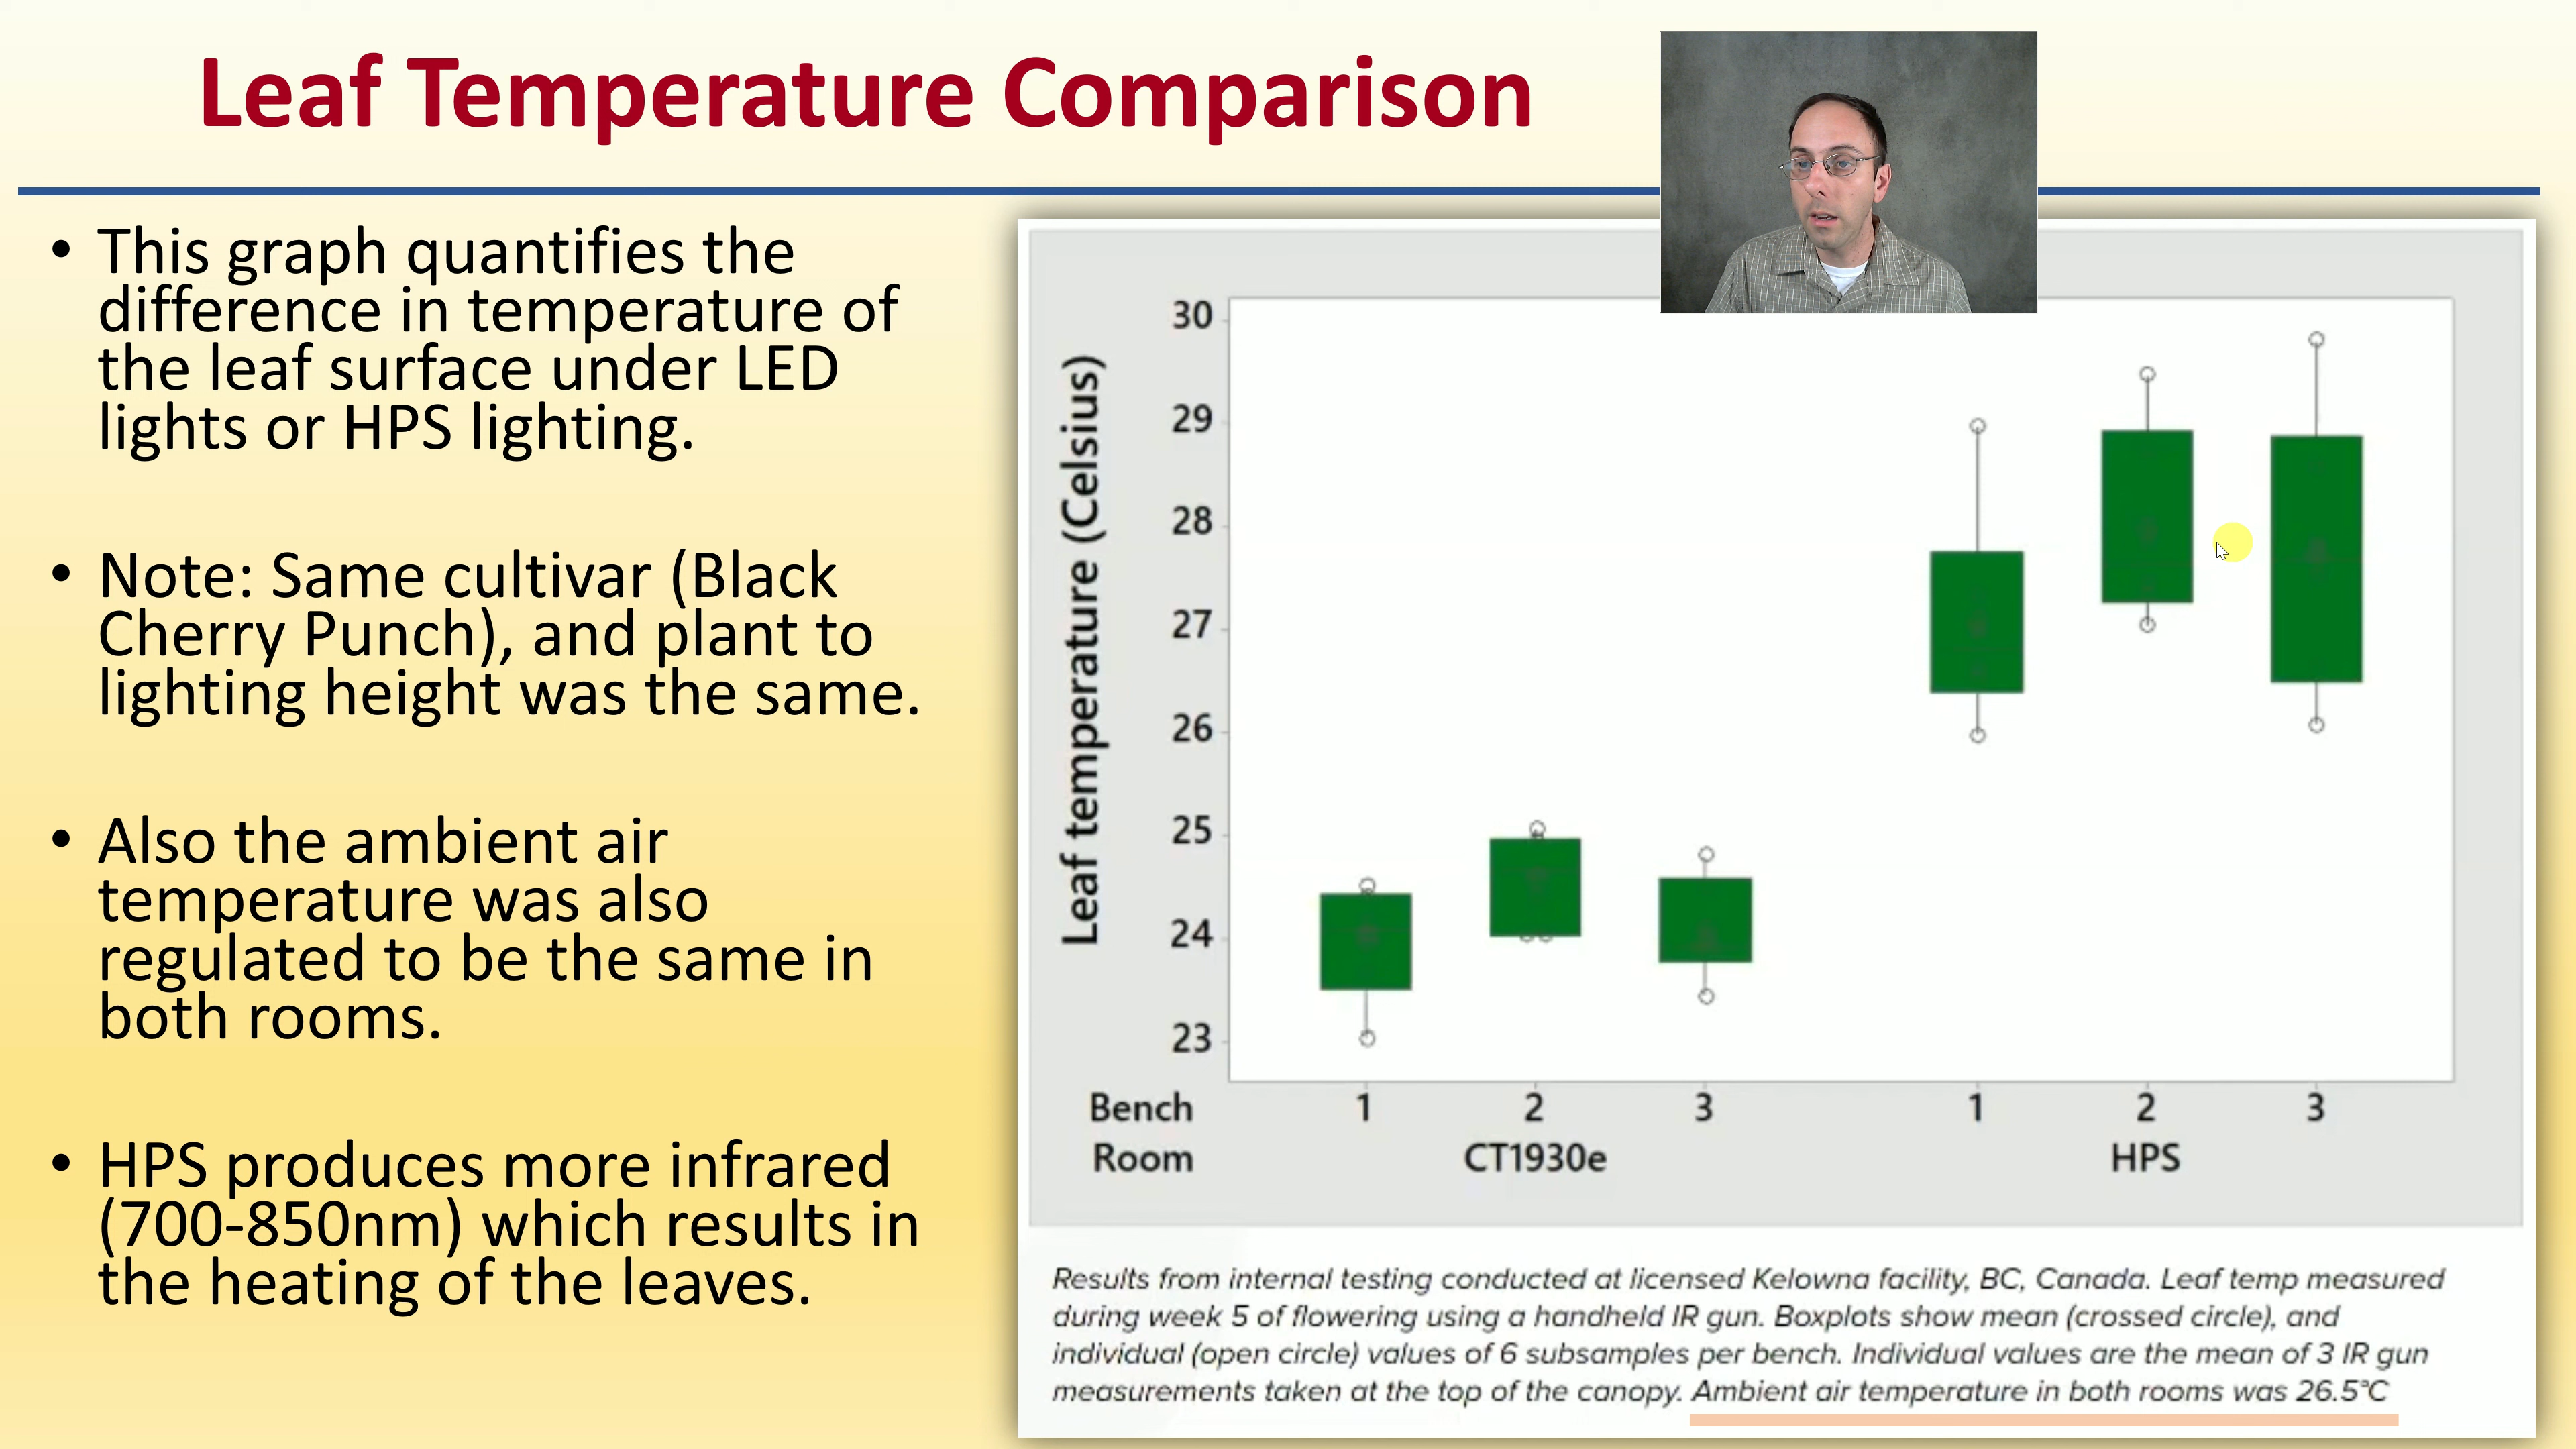 Leaf Temperature Comparison
• This graph quantifies the
difference in temperature of
the leaf surface under LED
lights or HPS lighting.
• Note: Same cultivar (Black
Cherry Punch), and plant to
lighting height was the same.
• Also the ambient air
temperature was also
regulated to be the same in
both rooms.
• HPS produces more infrared
(700-850nm) which results in
the heating of the leaves.
Leaf temperature (Celsius)
30
29
28
27
26
25
24
23
Bench 1 2 3 1 2 3
Room CT1930e HPS
Results from internal testing conducted at licensed Kelowna facility, BC, Canada. Leaf temp measured
during week 5 of flowering using a handheld IR gun. Boxplots show mean (crossed circle), and
individual (open circle) values of 6 subsamples per bench. Individual values are the mean of 3 IR gun
measurements taken at the top of the canopy. Ambient air temperature in both rooms was 26.5°C